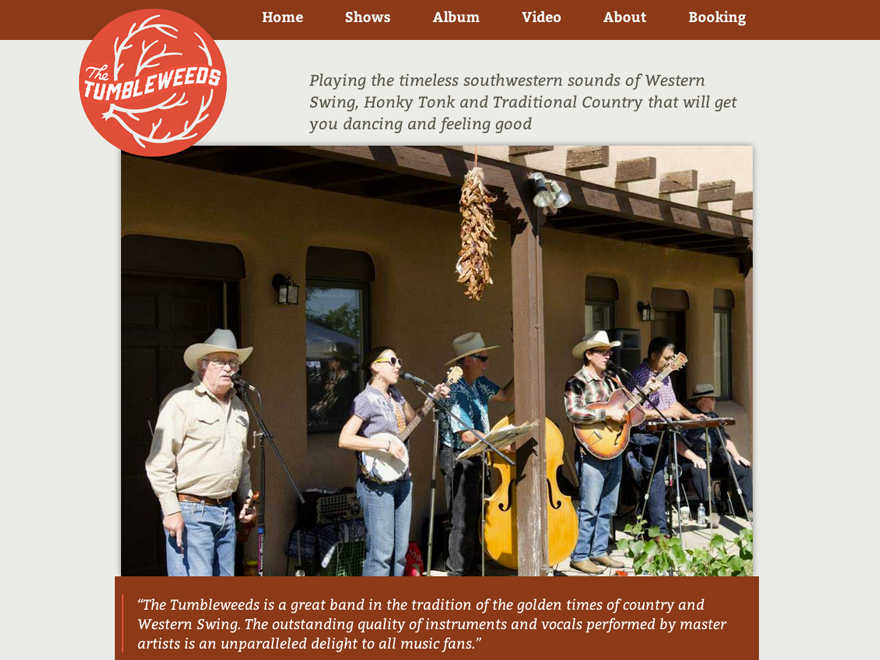 Home Shows Album Video About Booking
The
TUMBLEWEEDS
Playing the timeless southwestern sounds of Western
Swing, Honky Tonk and Traditional Country that will get
you dancing and feeling good
“The Tumbleweeds is a great band in the tradition of the golden times of country and
Western Swing. The outstanding quality of instruments and vocals performed by master
artists is an unparalleled delight to all music fans.”